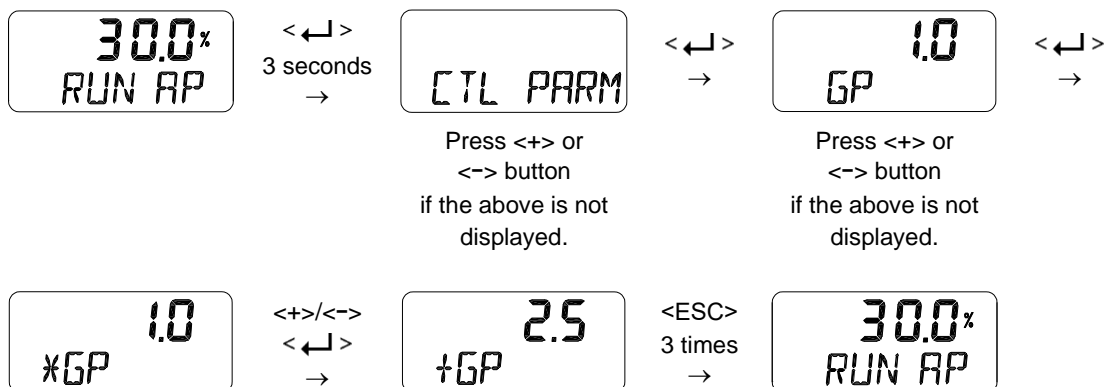 30.0%
RUN AP
< ↵ >
3 seconds
→
CTL PARM
Press <+> or
<−> button
if the above is not
displayed.
< ↵ >
→
1.0
GP
Press <+> or
<−> button
if the above is not
displayed.
< ↵ >
→
1.0
*GP
<+>/<−>
< ↵ >
→
2.5
+GP
<ESC>
3 times
→
30.0%
RUN AP